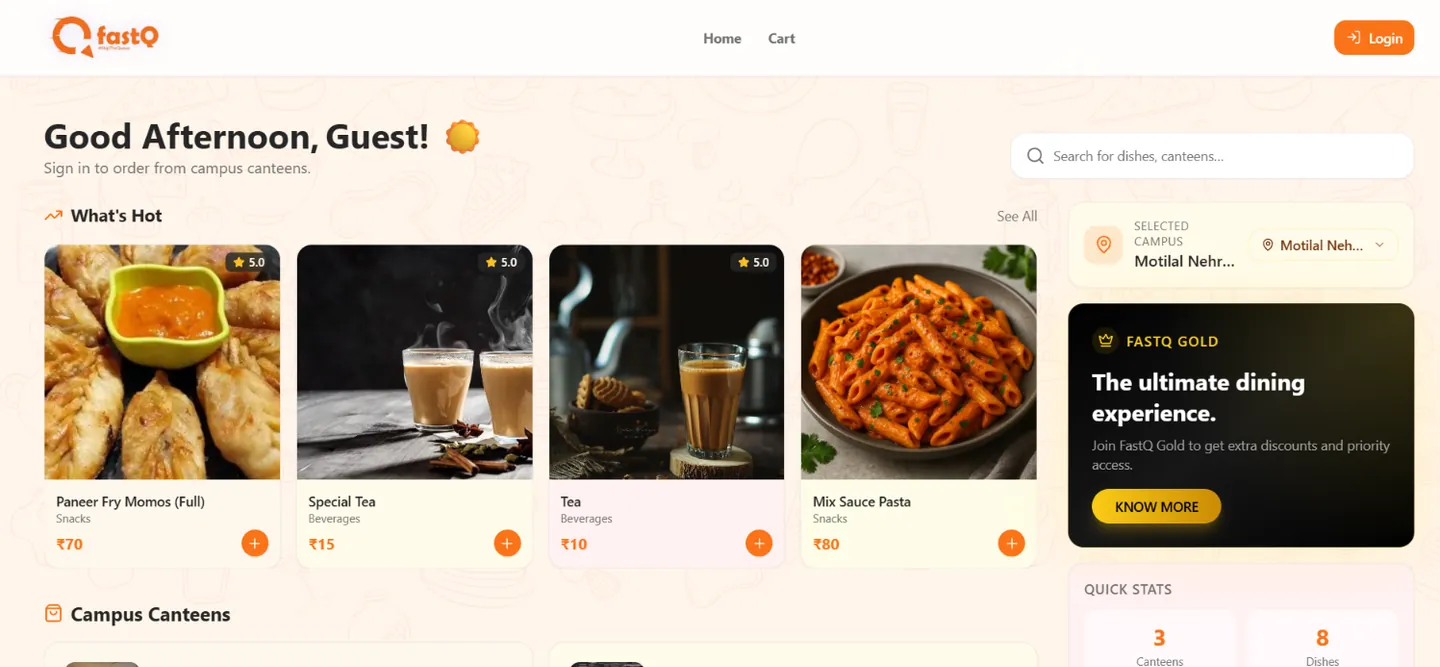 fastQ
Home
Cart
Login
Good Afternoon, Guest!
Sign in to order from campus canteens.
Search for dishes, canteens...
What's Hot
See All
5.0
5.0
5.0
Paneer Fry Momos (Full)
Snacks
₹70
Special Tea
Beverages
₹15
Tea
Beverages
₹10
Mix Sauce Pasta
Snacks
₹80
SELECTED
CAMPUS
Motilal Nehr...
Motilal Neh...
FASTQ GOLD
The ultimate dining
experience.
Join FastQ Gold to get extra discounts and priority
access.
KNOW MORE
QUICK STATS
3
Canteens
8
Dishes
Campus Canteens